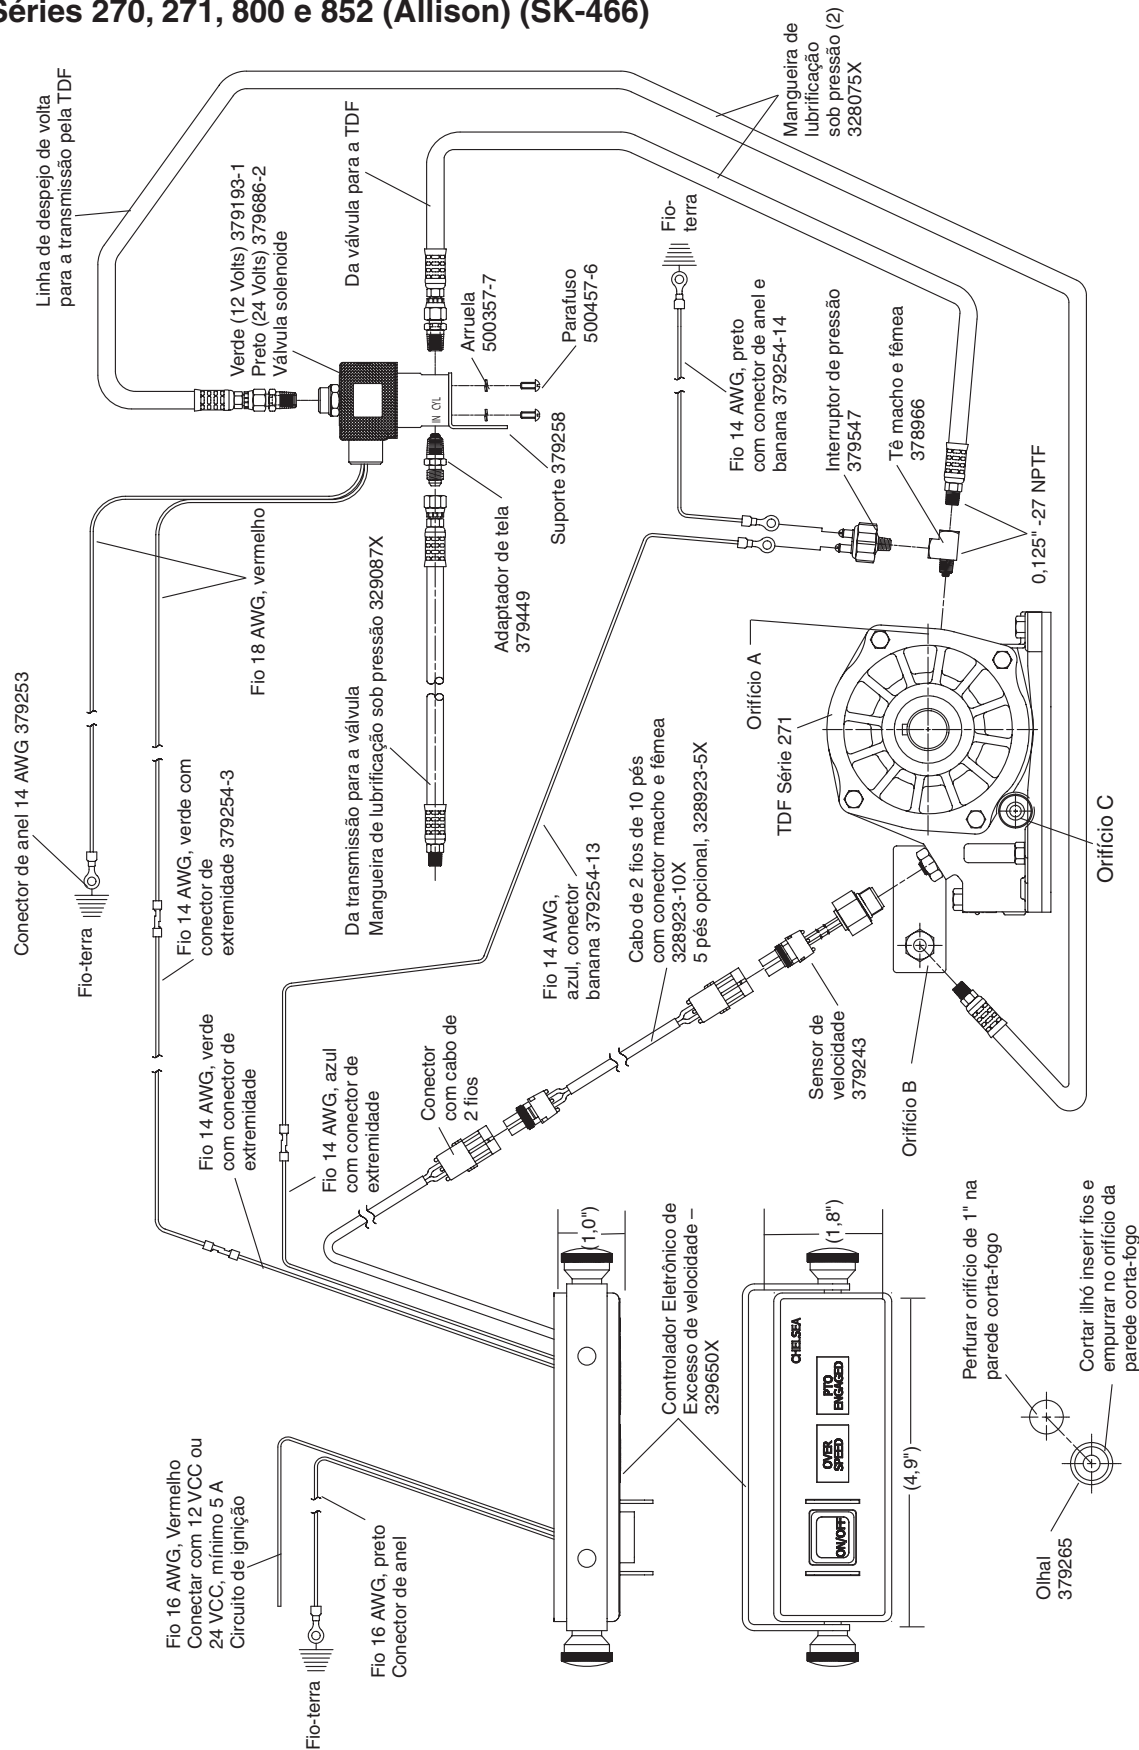 Séries 270, 271, 800 e 852 (Allison) (SK-466)
Linha de despejo de volta
para a transmissão pela TDF
Verde (12 Volts) 379193-1
Preto (24 Volts) 379686-2
Válvula solenoide
Da válvula para a TDF
Mangueira de
lubrificação
sob pressão (2)
328075X
Arruela
500357-7
Parafuso
500457-6
IN CYL
Suporte 379258
Adaptador de tela
379449
Fio-
terra
Fio 14 AWG, preto
com conector de anel e
banana 379254-14
Interruptor de pressão
379547
Tê macho e fêmea
378966
0,125" -27 NPTF
Conector de anel 14 AWG 379253
Fio-terra
Fio 18 AWG, vermelho
Fio 14 AWG, verde com
conector de
extremidade 379254-3
Da transmissão para a válvula
Mangueira de lubrificação sob pressão 329087X
Fio 14 AWG,
azul, conector
banana 379254-13
Cabo de 2 fios de 10 pés
com conector macho e fêmea
328923-10X
5 pés opcional, 328923-5X
TDF Série 271
Orifício A
Orifício C
Sensor de
velocidade
379243
Orifício B
Fio 14 AWG, verde
com conector de
extremidade
Fio 14 AWG, azul
com conector de
extremidade
Conector
com cabo de
2 fios
Fio 16 AWG, Vermelho
Conectar com 12 VCC ou
24 VCC, mínimo 5 A
Circuito de ignição
Fio-terra
Fio 16 AWG, preto
Conector de anel
(1,0")
Controlador Eletrônico de
Excesso de velocidade –
329650X
(1,8")
CHELSEA
ON/OFF
OVER
SPEED
PTO
ENGAGED
(4,9")
Perfurar orifício de 1" na
parede corta-fogo
Olhal
379265
Cortar ilhó inserir fios e
empurrar no orifício da
parede corta-fogo